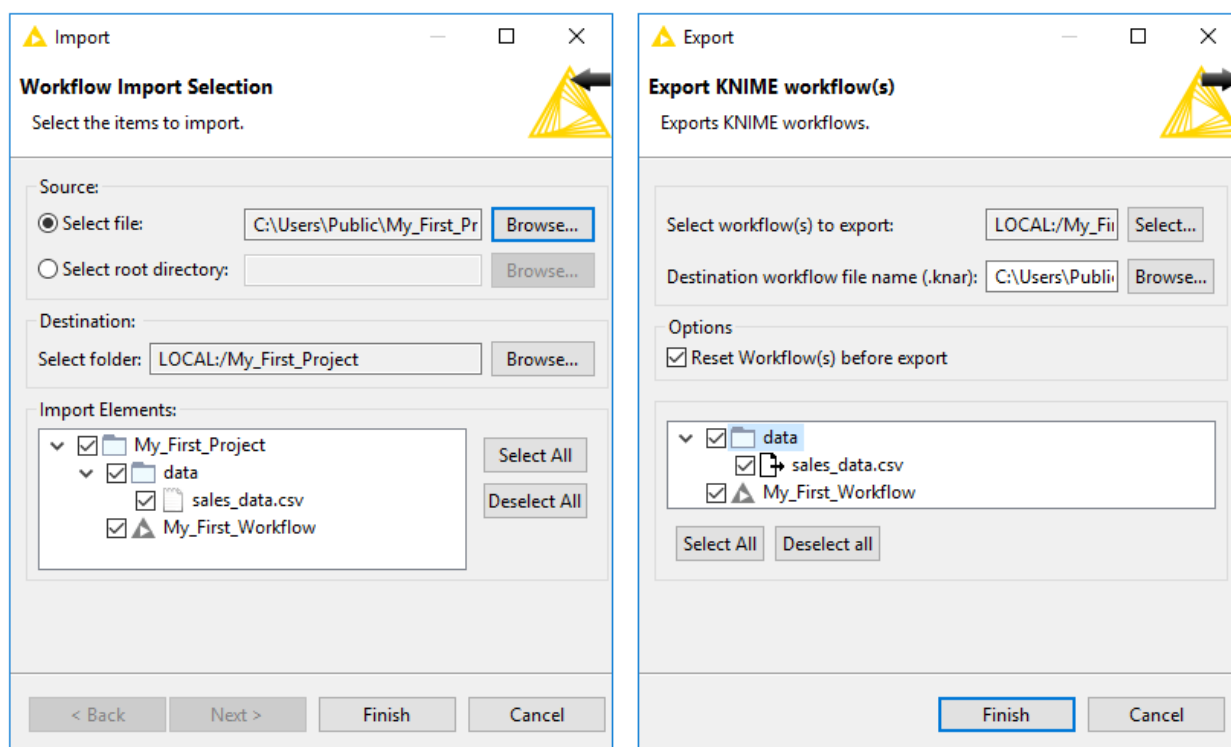 Import
Workflow Import Selection
Select the items to import.
Source:
Select file: C:\Users\Public\My_First_Pr Browse...
Select root directory: Browse...
Destination:
Select folder: LOCAL:/My_First_Project Browse...
Import Elements:
My_First_Project
data
sales_data.csv
My_First_Workflow
Select All
Deselect All
< Back Next > Finish Cancel
Export
Export KNIME workflow(s)
Exports KNIME workflows.
Select workflow(s) to export: LOCAL:/My_Fi Select...
Destination workflow file name (.knar): C:\Users\Publi Browse...
Options
Reset Workflow(s) before export
data
sales_data.csv
My_First_Workflow
Select All Deselect all
Finish Cancel